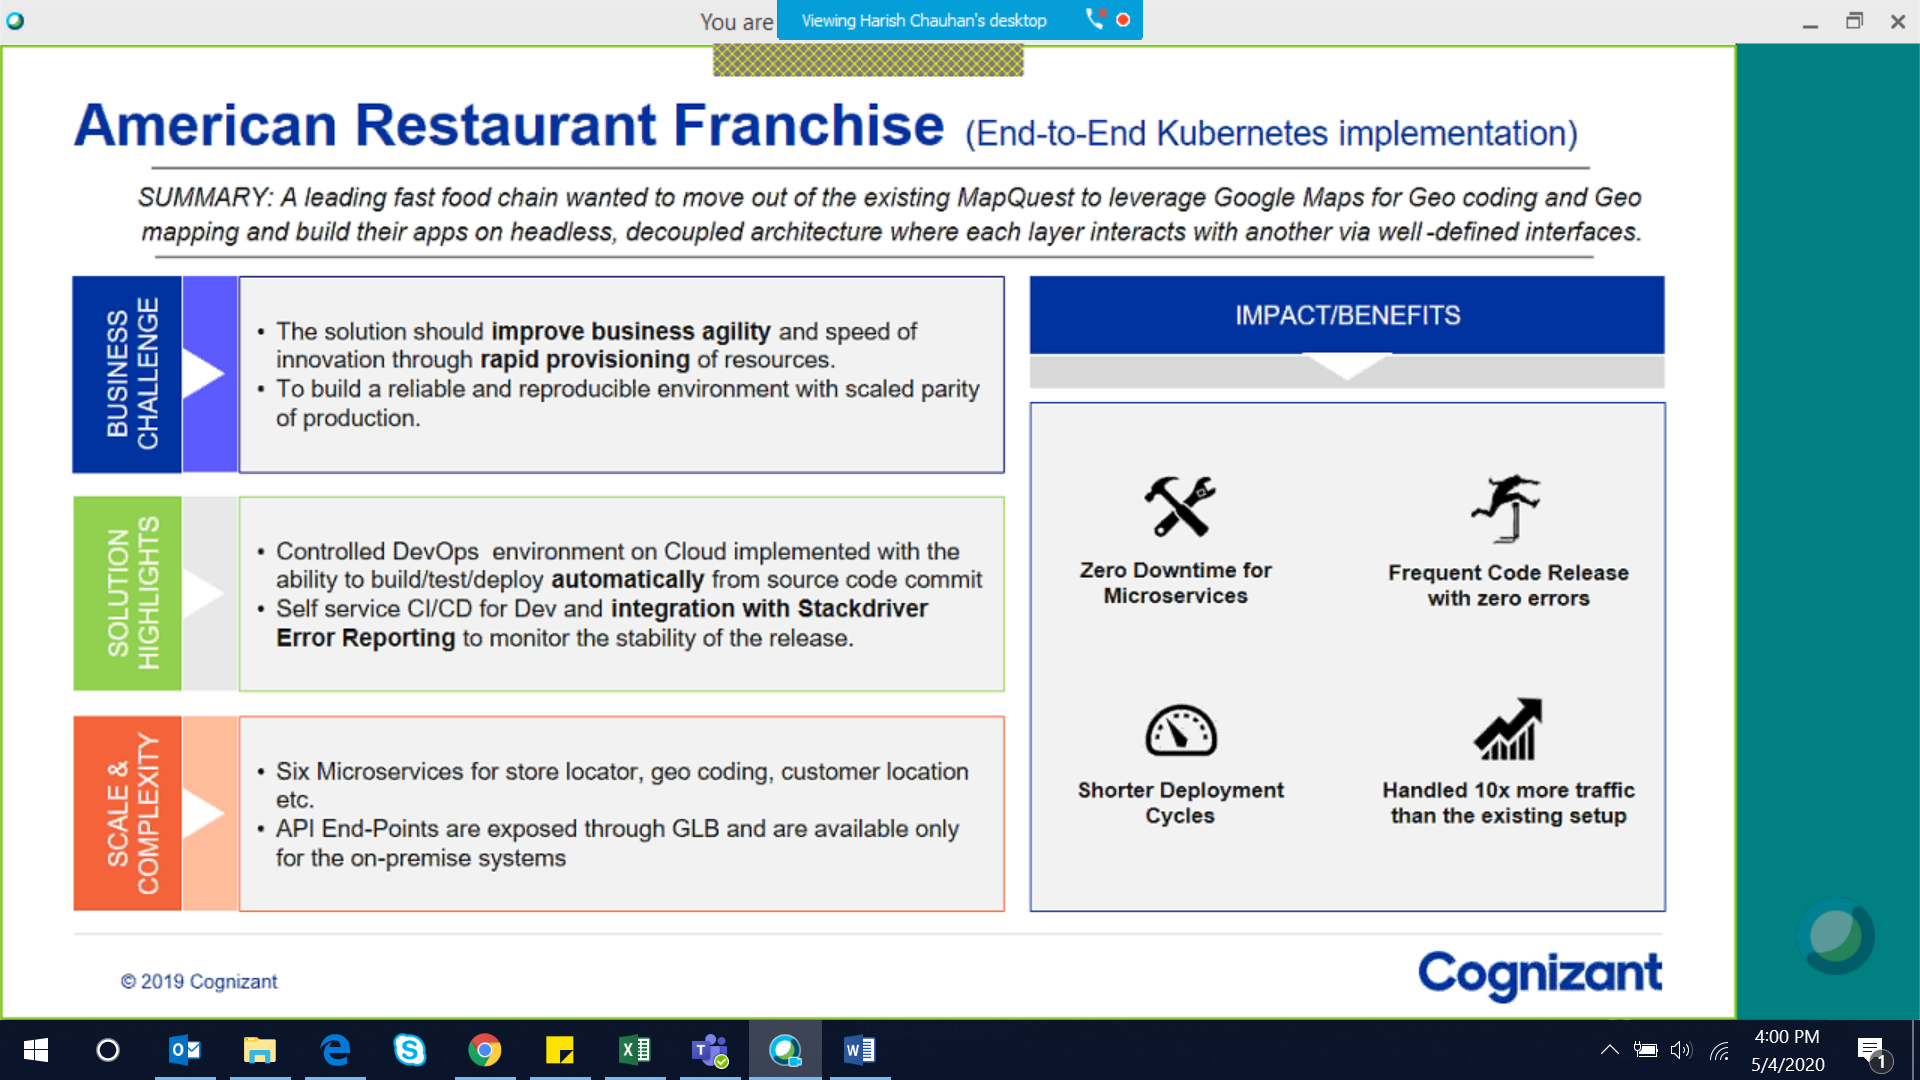 You are
Viewing Harish Chauhan's desktop
American Restaurant Franchise (End-to-End Kubernetes implementation)
SUMMARY: A leading fast food chain wanted to move out of the existing MapQuest to leverage Google Maps for Geo coding and Geo
mapping and build their apps on headless, decoupled architecture where each layer interacts with another via well-defined interfaces.
BUSINESS
CHALLENGE
• The solution should improve business agility and speed of
innovation through rapid provisioning of resources.
• To build a reliable and reproducible environment with scaled parity
of production.
SOLUTION
HIGHLIGHTS
• Controlled DevOps environment on Cloud implemented with the
ability to build/test/deploy automatically from source code commit
• Self service CI/CD for Dev and integration with Stackdriver
Error Reporting to monitor the stability of the release.
SCALE &
COMPLEXITY
• Six Microservices for store locator, geo coding, customer location
etc.
• API End-Points are exposed through GLB and are available only
for the on-premise systems
IMPACT/BENEFITS
Zero Downtime for
Microservices
Frequent Code Release
with zero errors
Shorter Deployment
Cycles
Handled 10x more traffic
than the existing setup
© 2019 Cognizant
Cognizant
4:00 PM
5/4/2020
1